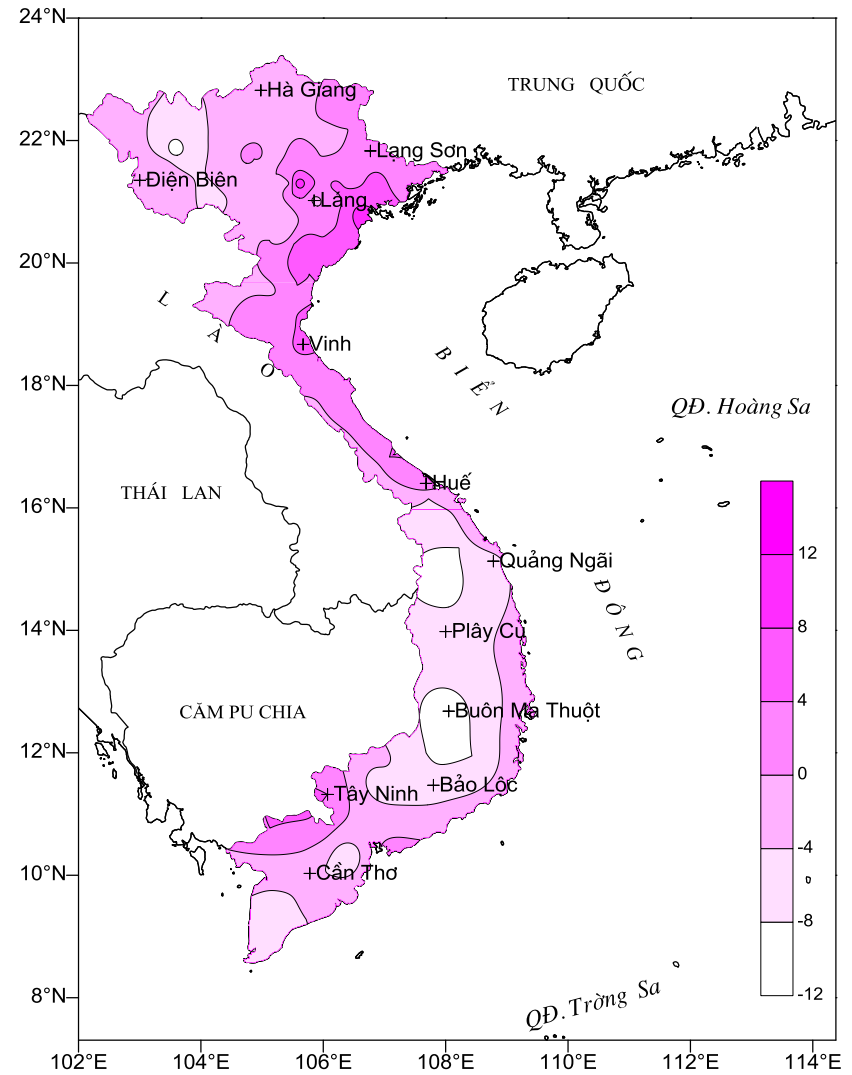 24°N
TRUNG QUỐC
Hà Giang
22°N
Lạng Sơn
Điện Biên
Láng
20°N
L À O
Vinh
BIỂN
18°N
QĐ. Hoàng Sa
THÁI LAN
Huế
16°N
Quảng Ngãi
ĐÔNG
12
14°N
Plây Cu
8
4
CĂM PU CHIA
Buôn Ma Thuột
12°N
0
Bảo Lộc
Tây Ninh
-4
10°N
Cần Thơ
-8
8°N
-12
QĐ. Trờng Sa
102°E 104°E 106°E 108°E 110°E 112°E 114°E